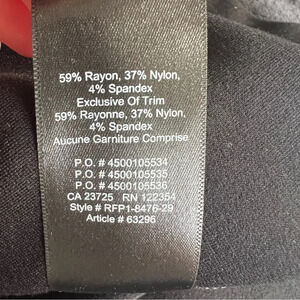 59% Rayon, 37% Nylon,
4% Spandex
Exclusive Of Trim
59% Rayonne, 37% Nylon,
4% Spandex
Aucune Garniture Comprise
P.O. # 4500105534
P.O. # 4500105535
P.O. # 4500105536
CA 23725 RN 122354
Style # RFP1-8476-29
Article # 63296